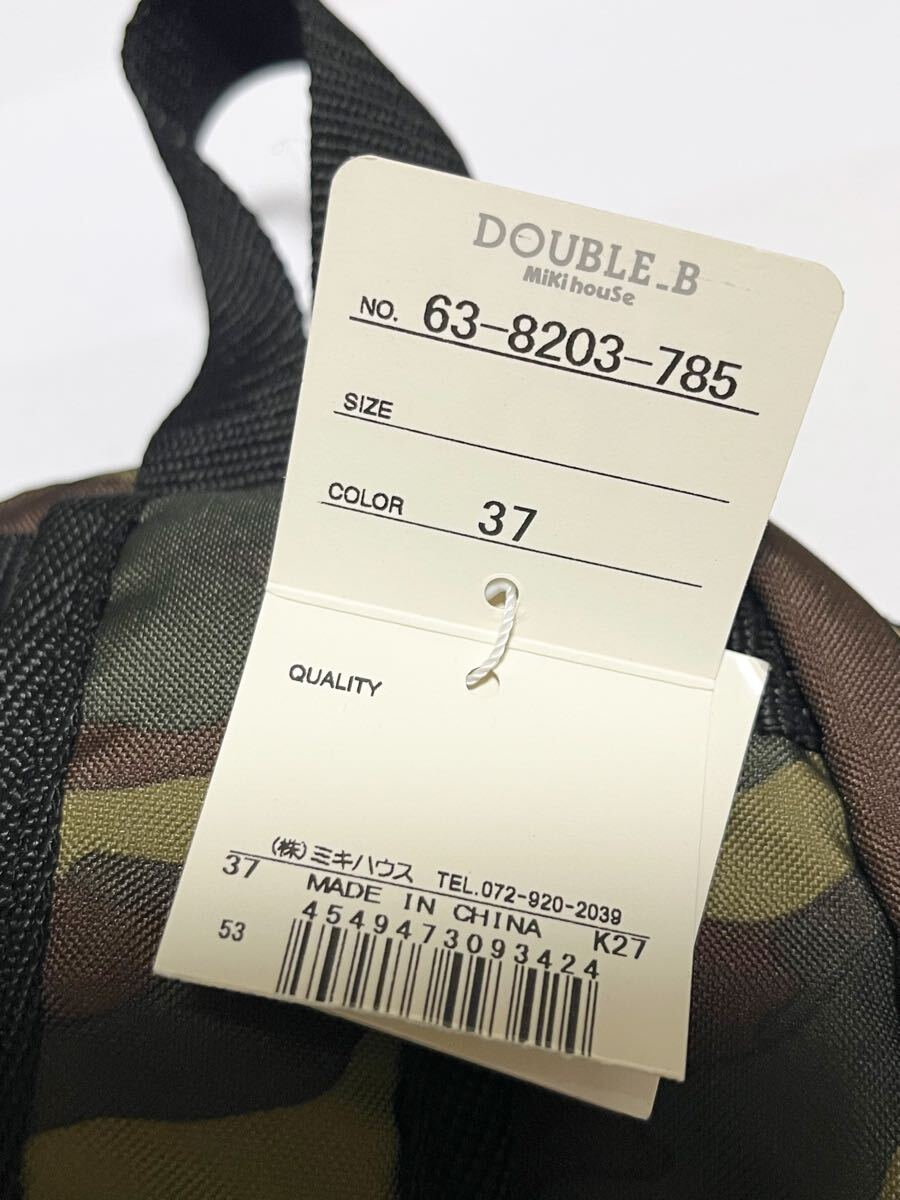 DOUBLE_B
MiKi houSe
NO. 63-8203-785
SIZE
COLOR 37
QUALITY
(株)ミキハウス TEL.072-920-2039
37 MADE IN CHINA K27
53 4549473093424